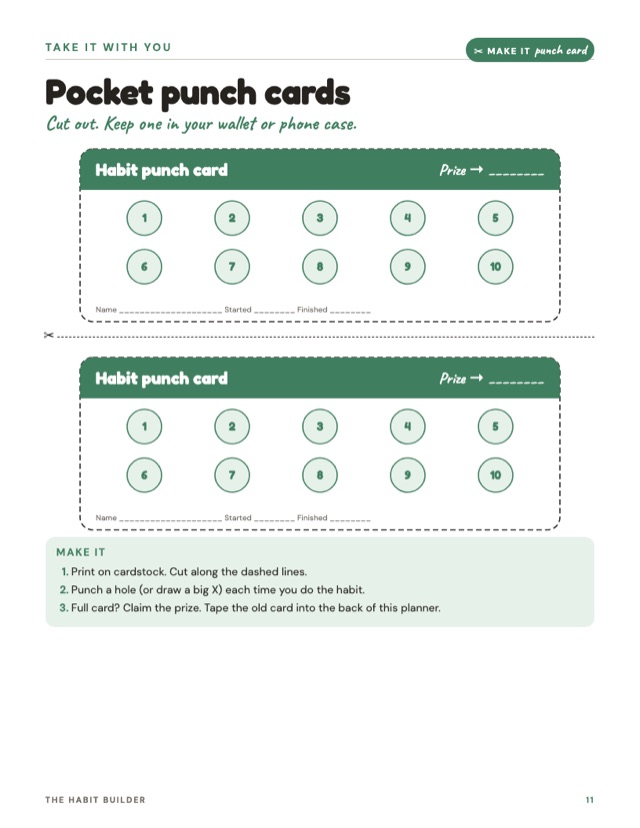 TAKE IT WITH YOU
✂ MAKE IT punch card
Pocket punch cards
Cut out. Keep one in your wallet or phone case.
Habit punch card Prize → ________
1 2 3 4 5
6 7 8 9 10
Name ____________________ Started ________ Finished ________
Habit punch card Prize → ________
1 2 3 4 5
6 7 8 9 10
Name ____________________ Started ________ Finished ________
MAKE IT
1. Print on cardstock. Cut along the dashed lines.
2. Punch a hole (or draw a big X) each time you do the habit.
3. Full card? Claim the prize. Tape the old card into the back of this planner.
THE HABIT BUILDER 11